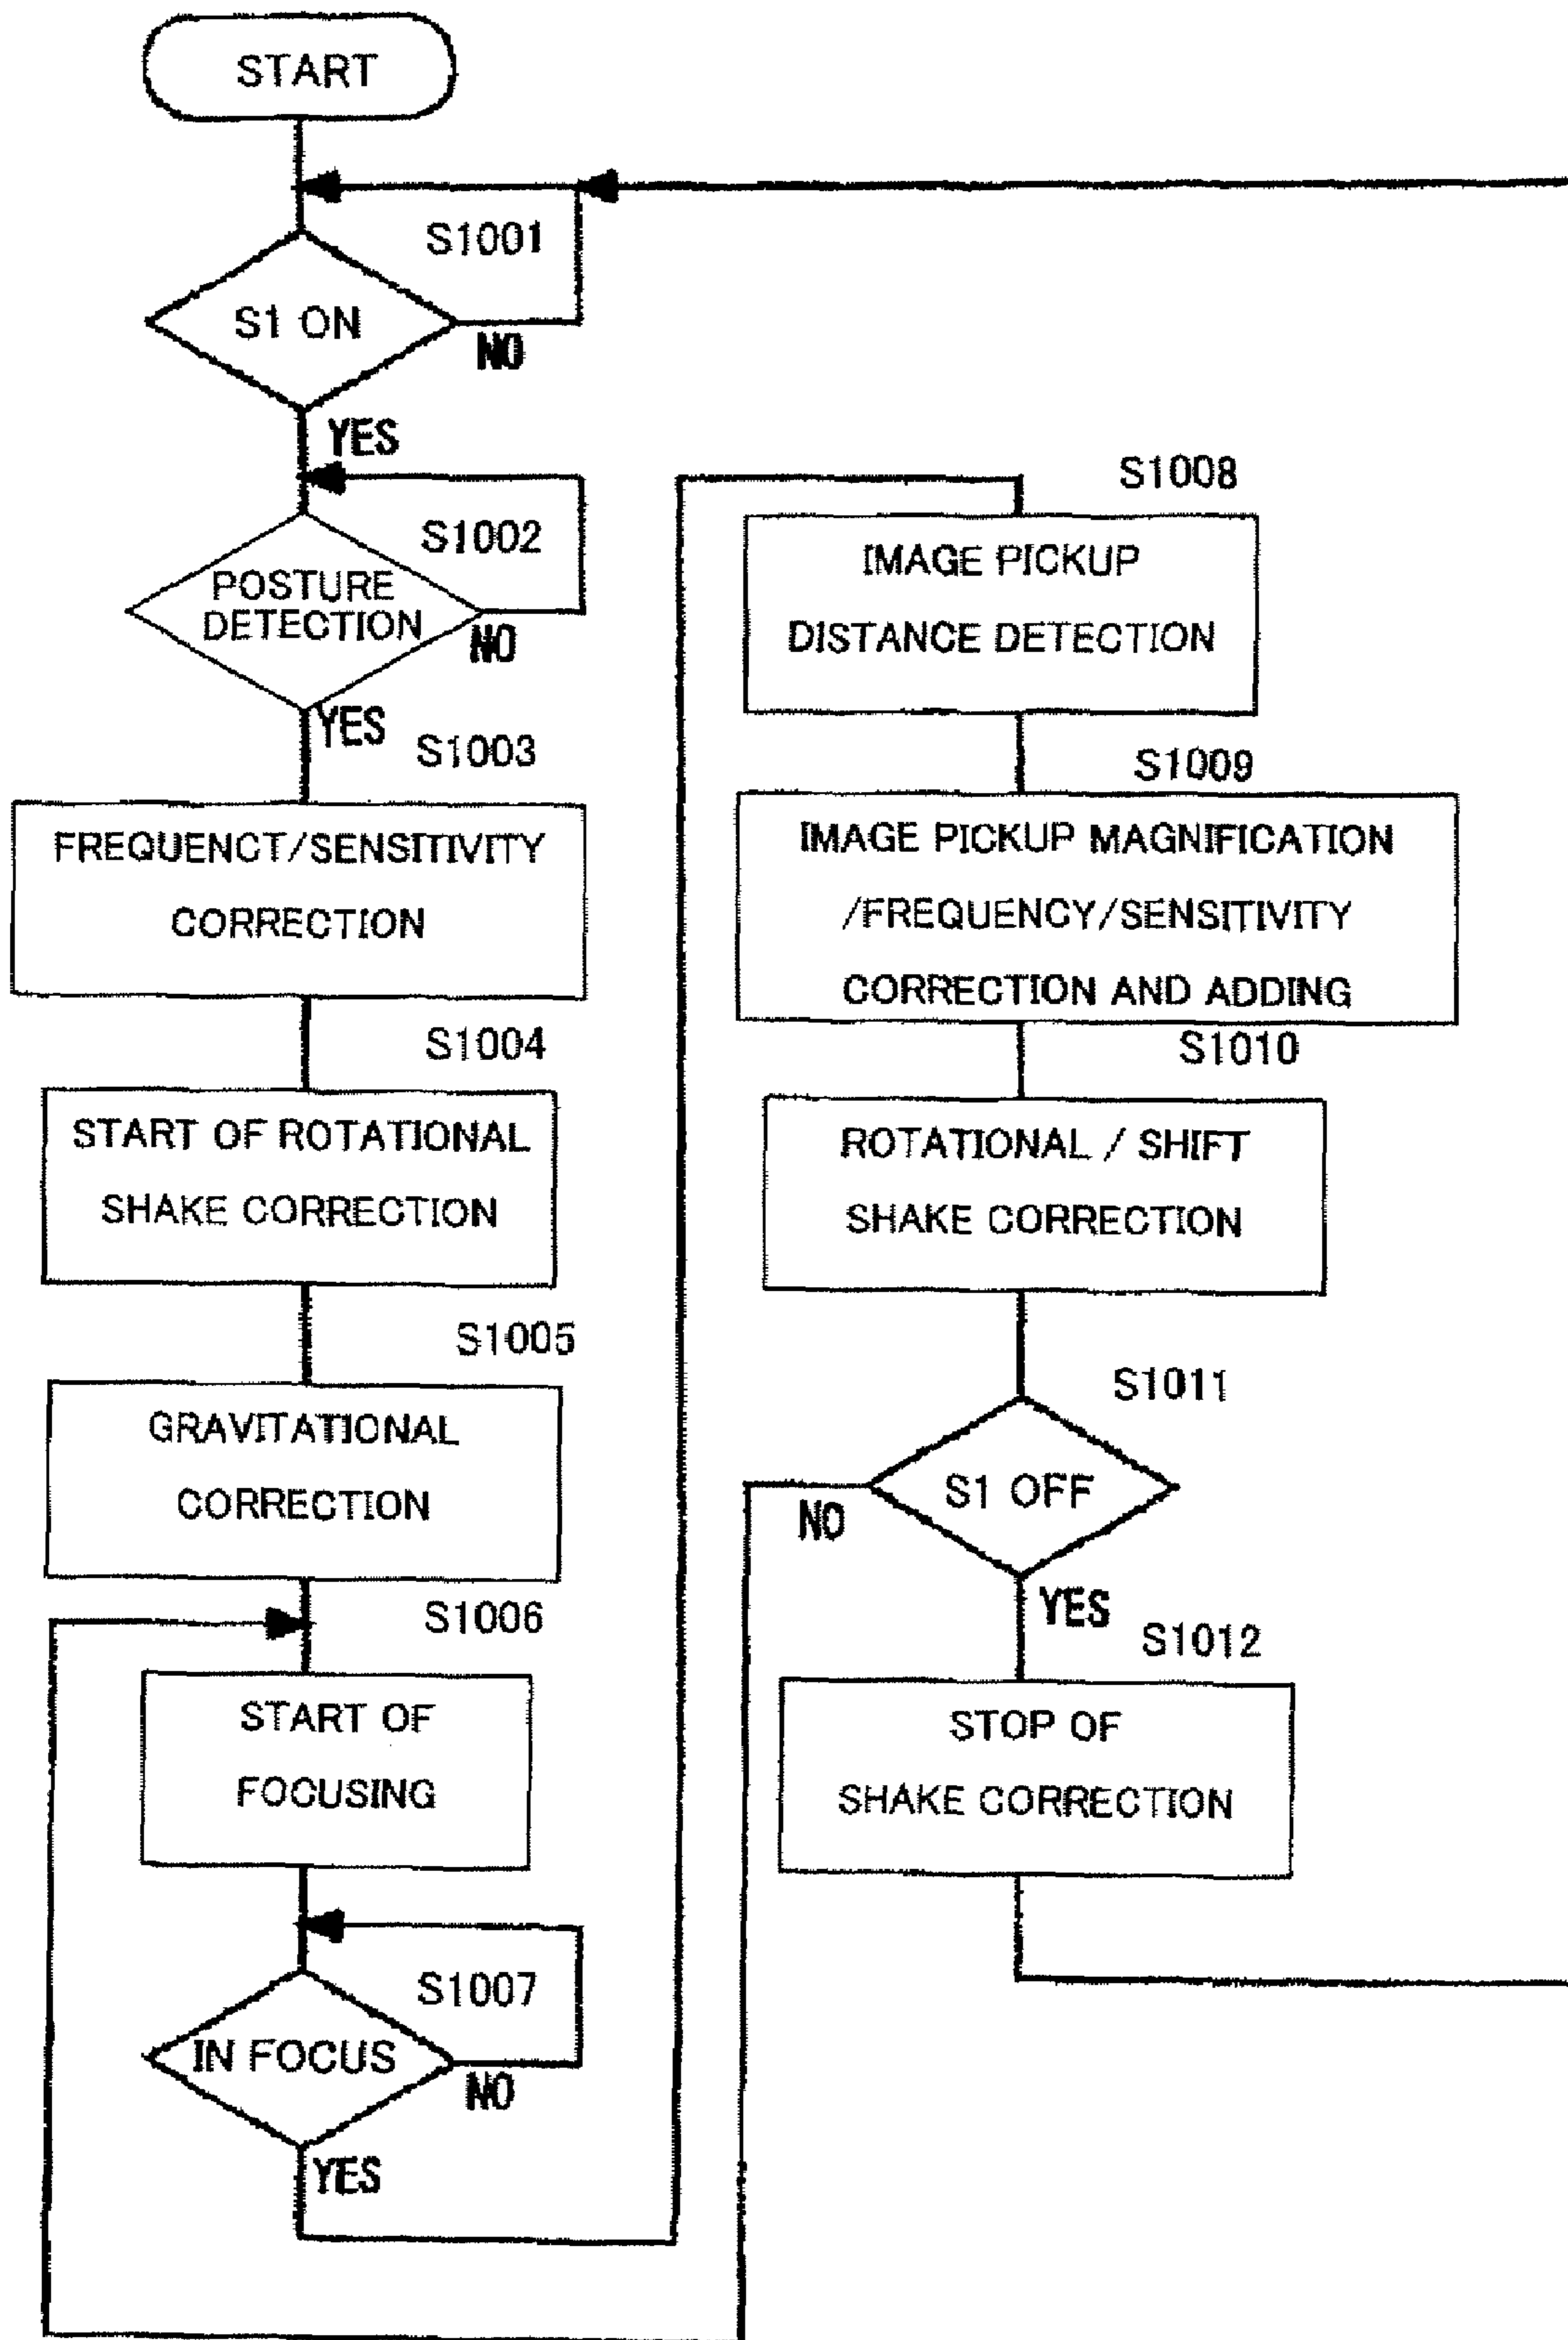 START
S1001
S1 ON
NO
YES
S1002
POSTURE
DETECTION
NO
YES
S1003
FREQUENCT/SENSITIVITY
CORRECTION
S1004
START OF ROTATIONAL
SHAKE CORRECTION
S1005
GRAVITATIONAL
CORRECTION
S1006
START OF
FOCUSING
S1007
IN FOCUS
NO
YES
S1008
IMAGE PICKUP
DISTANCE DETECTION
S1009
IMAGE PICKUP MAGNIFICATION
/FREQUENCY/SENSITIVITY
CORRECTION AND ADDING
S1010
ROTATIONAL / SHIFT
SHAKE CORRECTION
S1011
S1 OFF
NO
YES
S1012
STOP OF
SHAKE CORRECTION